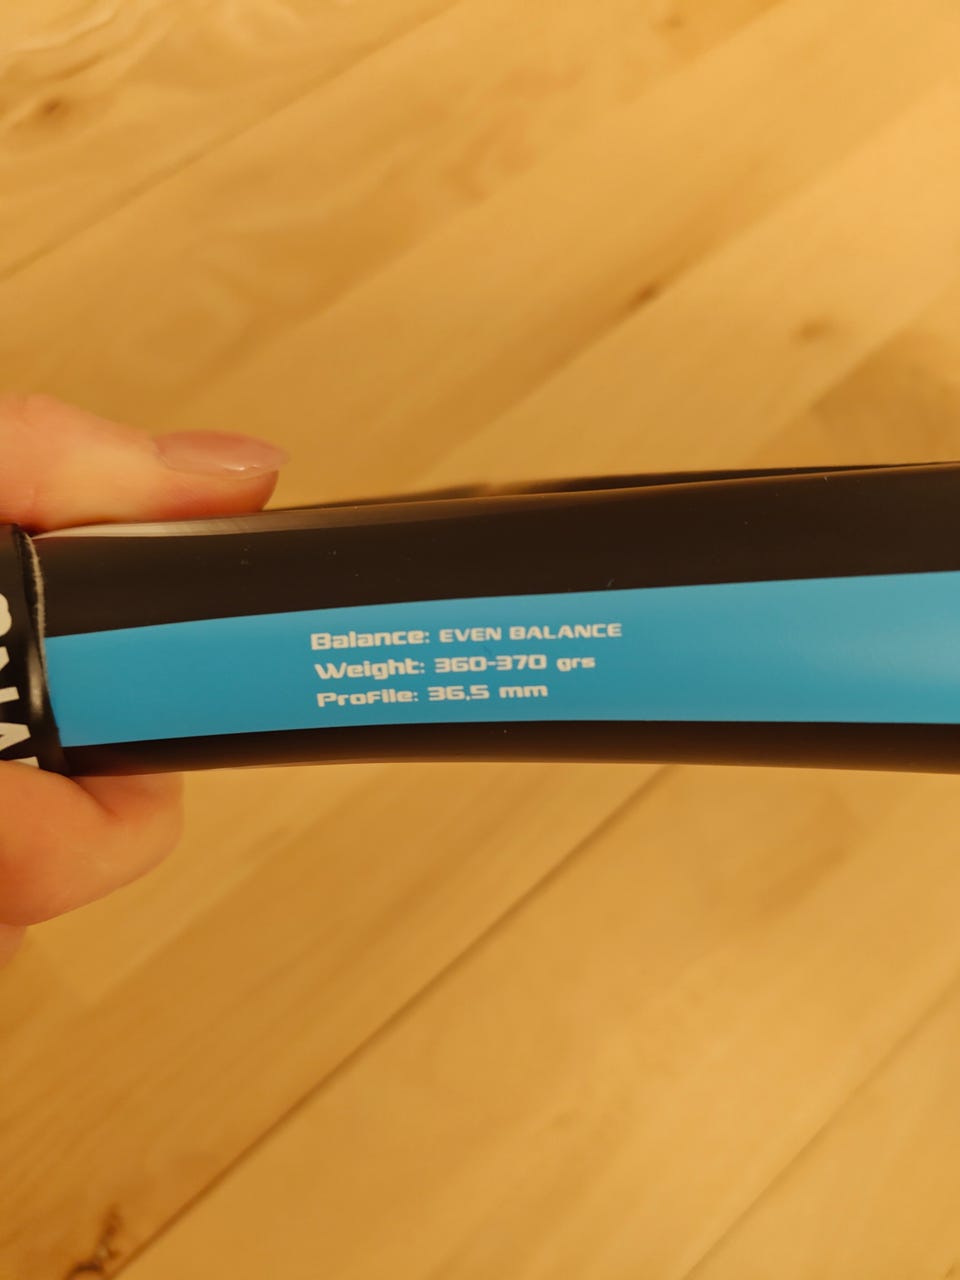 Balance: EVEN BALANCE
Weight: 360-370 grs
Profile: 36,5 mm